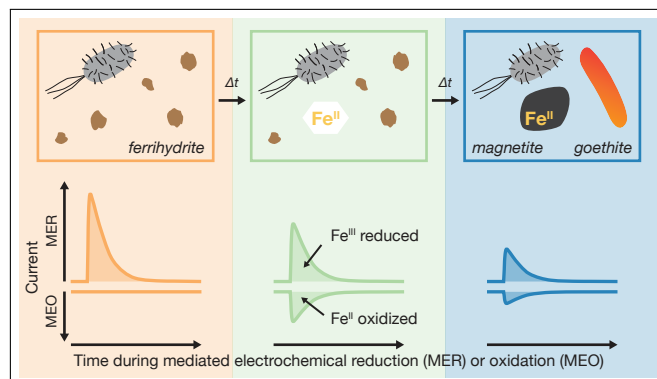 Δt
Δt
Fe^II
Fe^II
ferrihydrite
magnetite
goethite
Current
MER
MEO
Fe^III reduced
Fe^II oxidized
Time during mediated electrochemical reduction (MER) or oxidation (MEO)